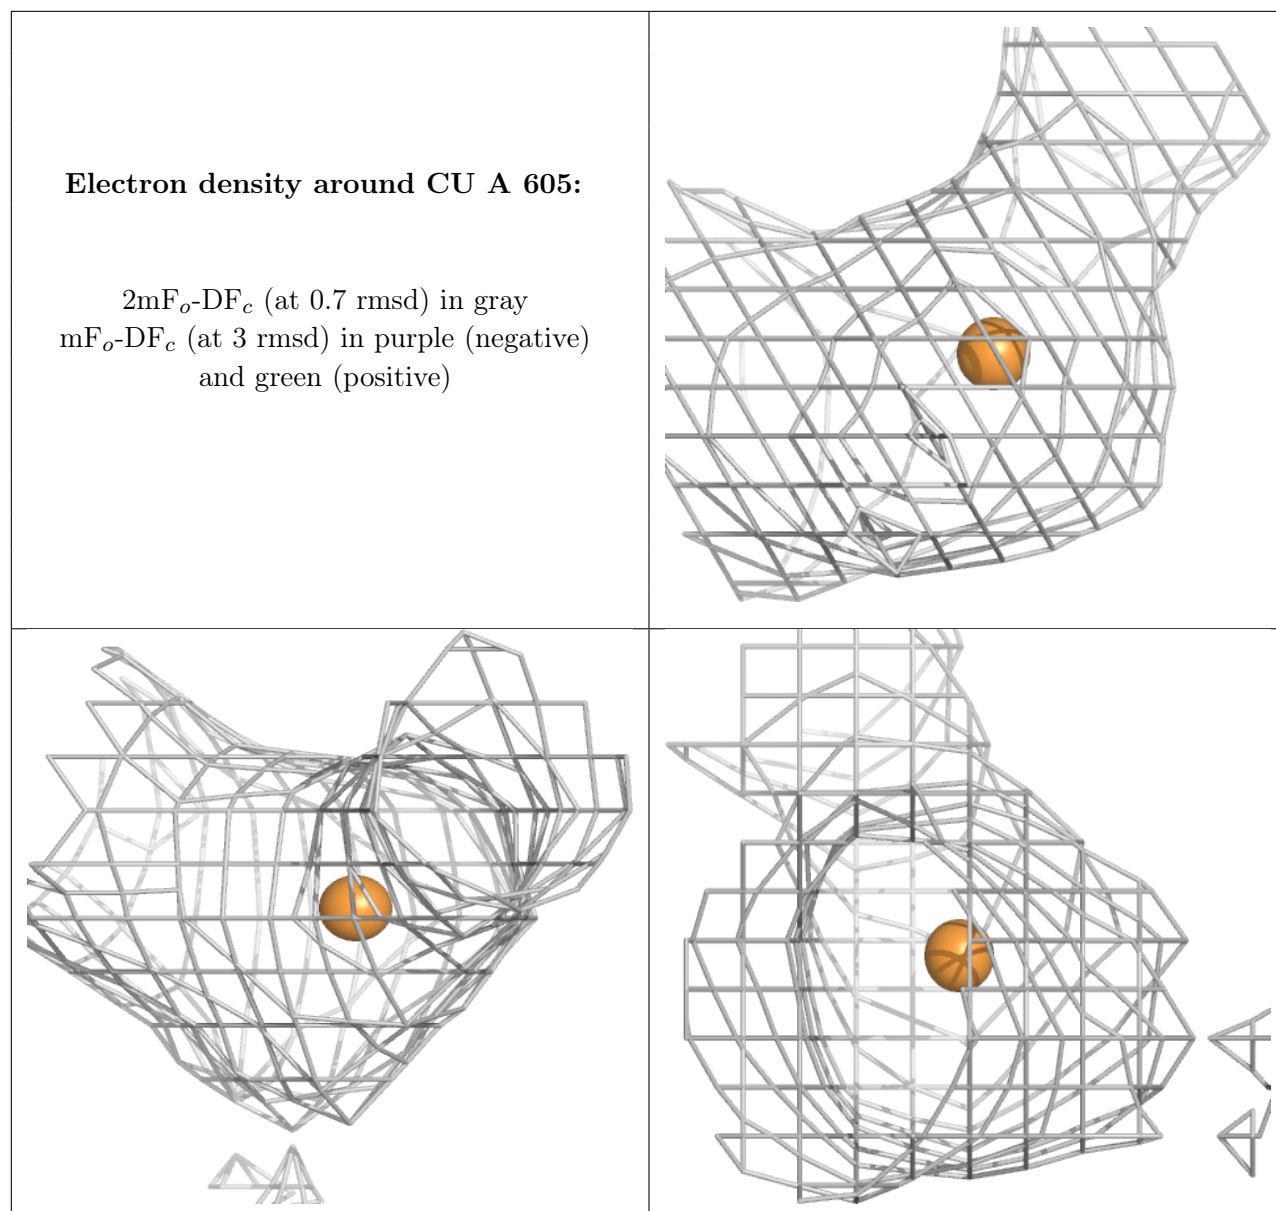 Electron density around CU A 605:
2mFo-DFc (at 0.7 rmsd) in gray
mFo-DFc (at 3 rmsd) in purple (negative)
and green (positive)